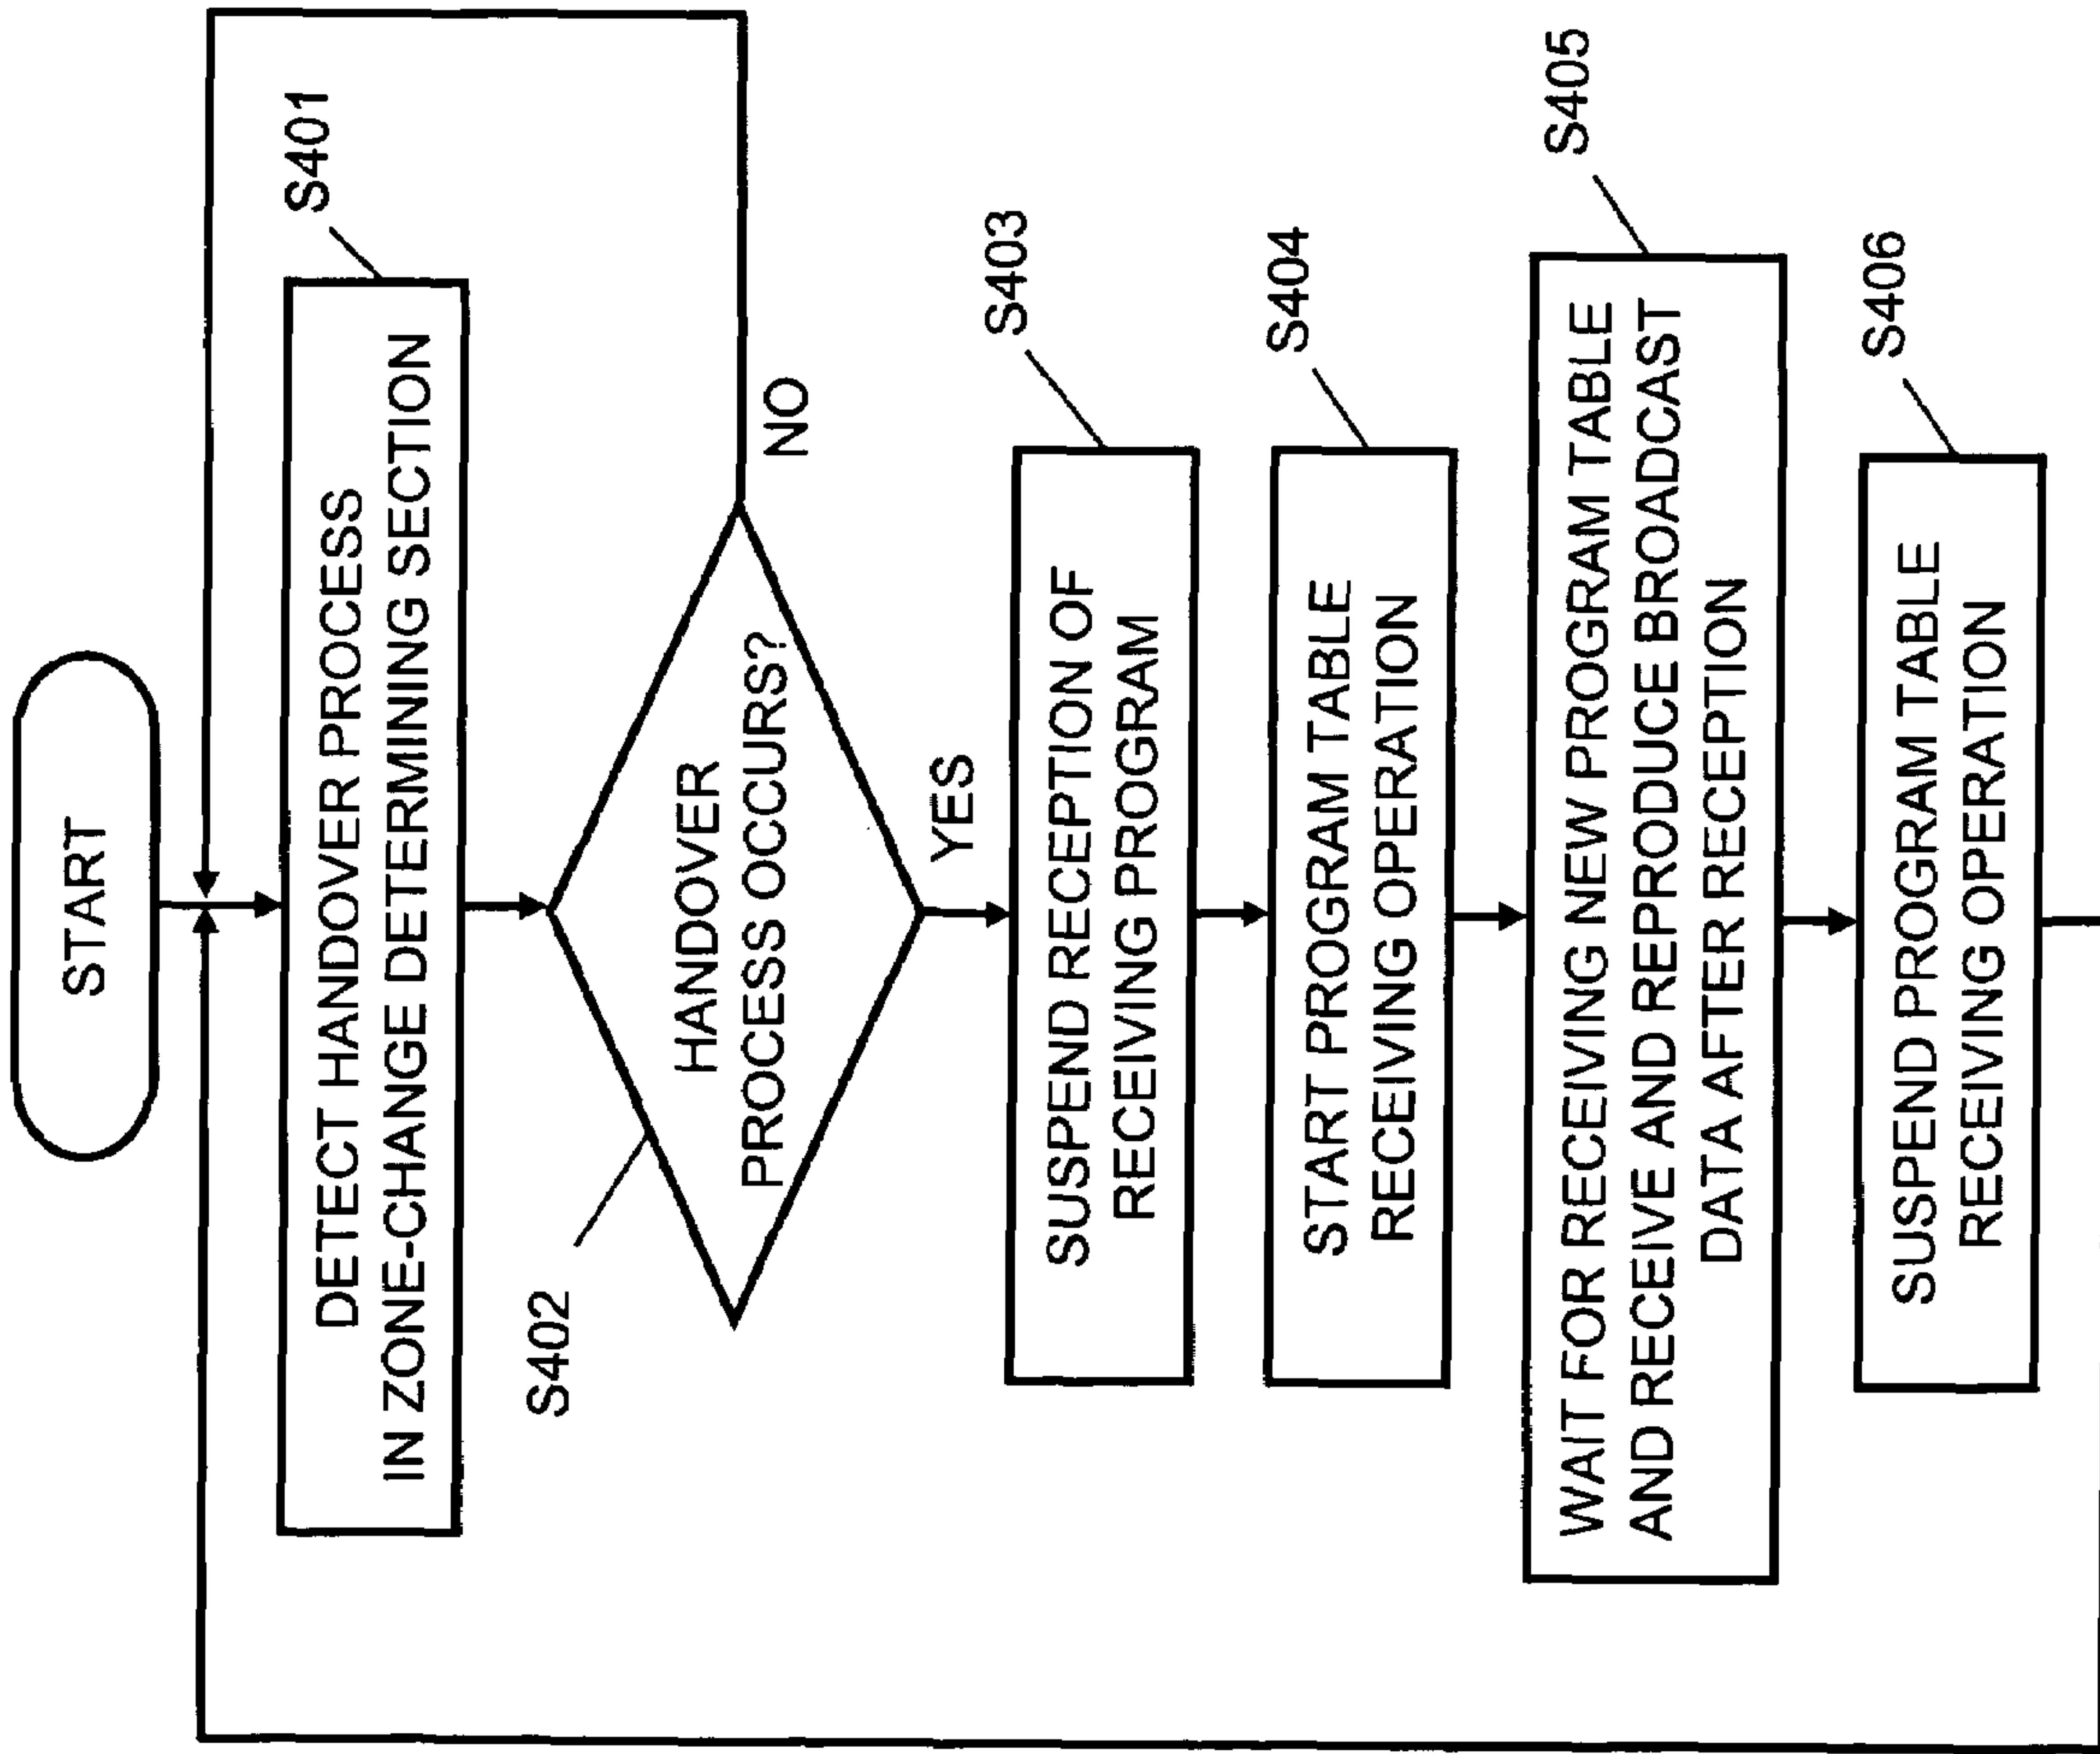 START
S401
DETECT HANDOVER PROCESS
IN ZONE-CHANGE DETERMINING SECTION
S402
HANDOVER
PROCESS OCCURS?
NO
YES
S403
SUSPEND RECEPTION OF
RECEIVING PROGRAM
S404
START PROGRAM TABLE
RECEIVING OPERATION
S405
WAIT FOR RECEIVING NEW PROGRAM TABLE
AND RECEIVE AND REPRODUCE BROADCAST
DATA AFTER RECEPTION
S406
SUSPEND PROGRAM TABLE
RECEIVING OPERATION